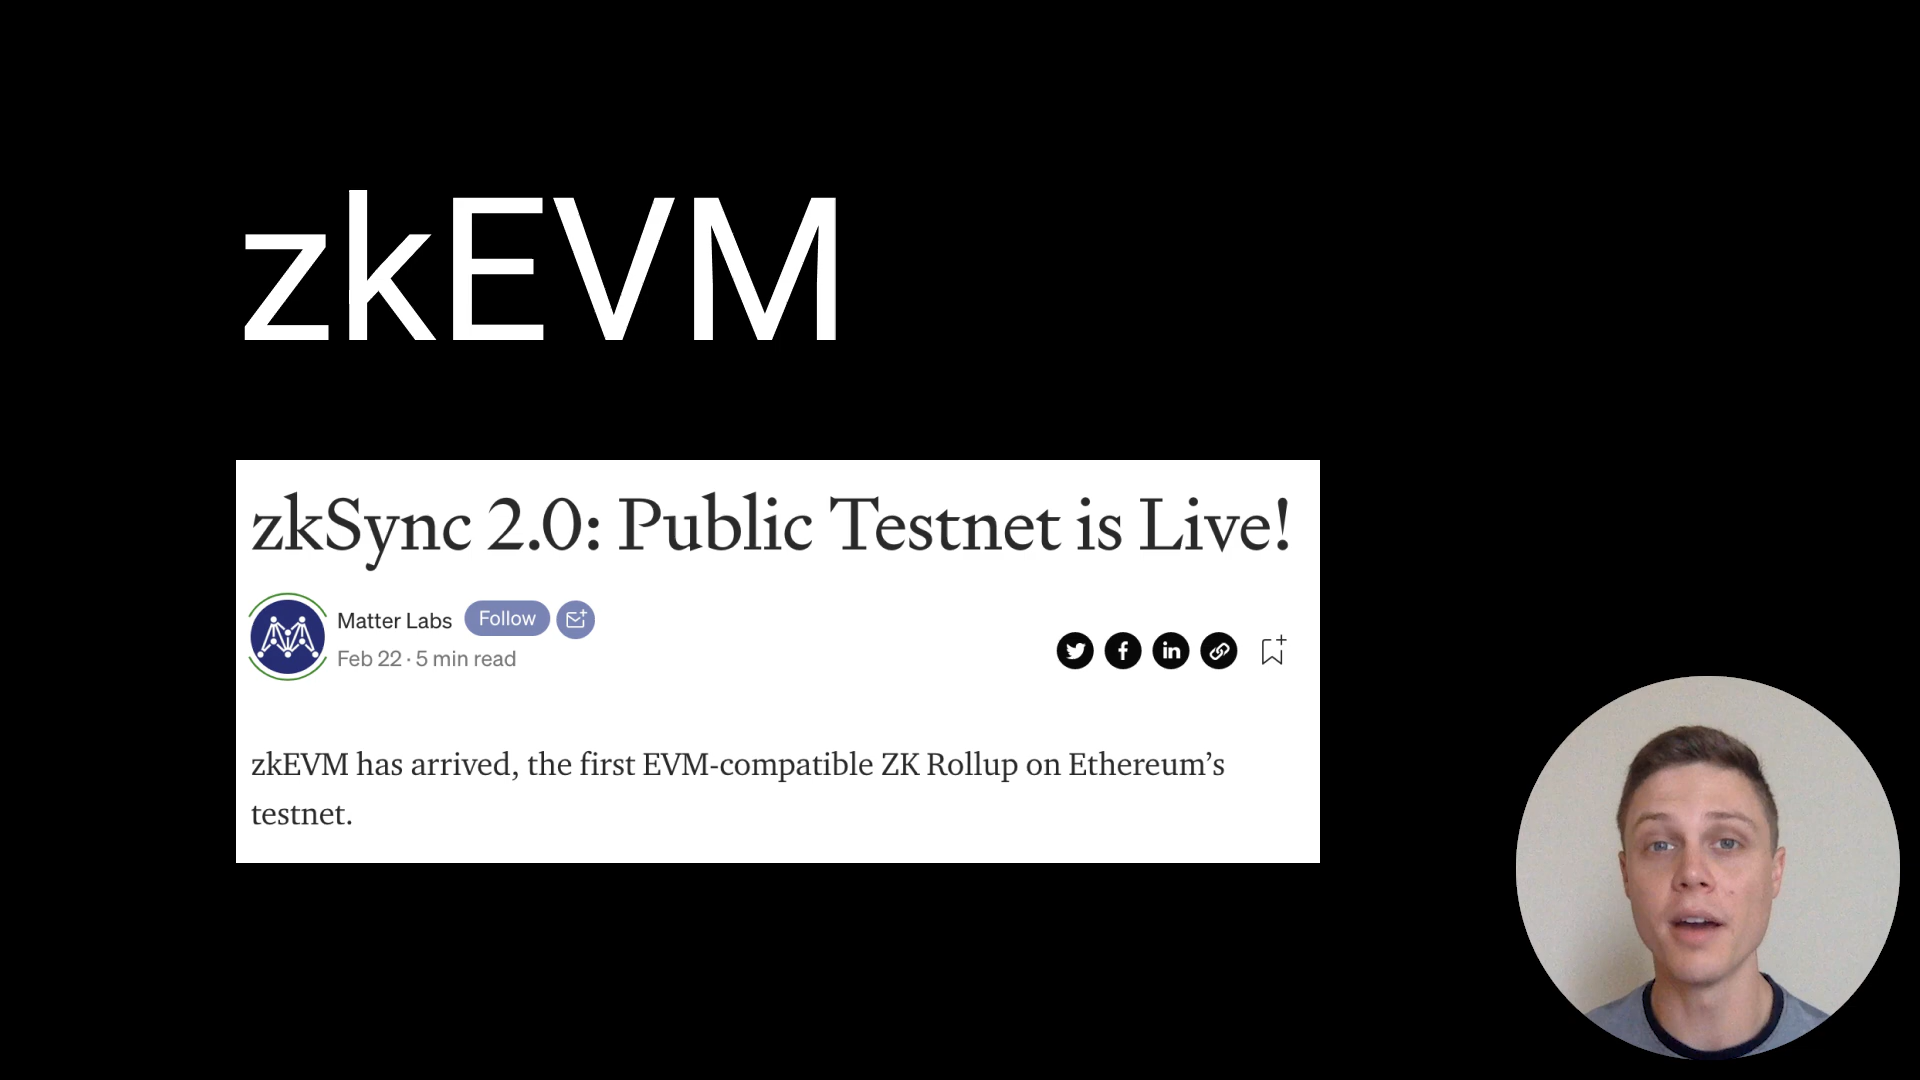 zkEVM
zkSync 2.0: Public Testnet is Live!
Matter Labs Follow
Feb 22 · 5 min read
zkEVM has arrived, the first EVM-compatible ZK Rollup on Ethereum’s
testnet.